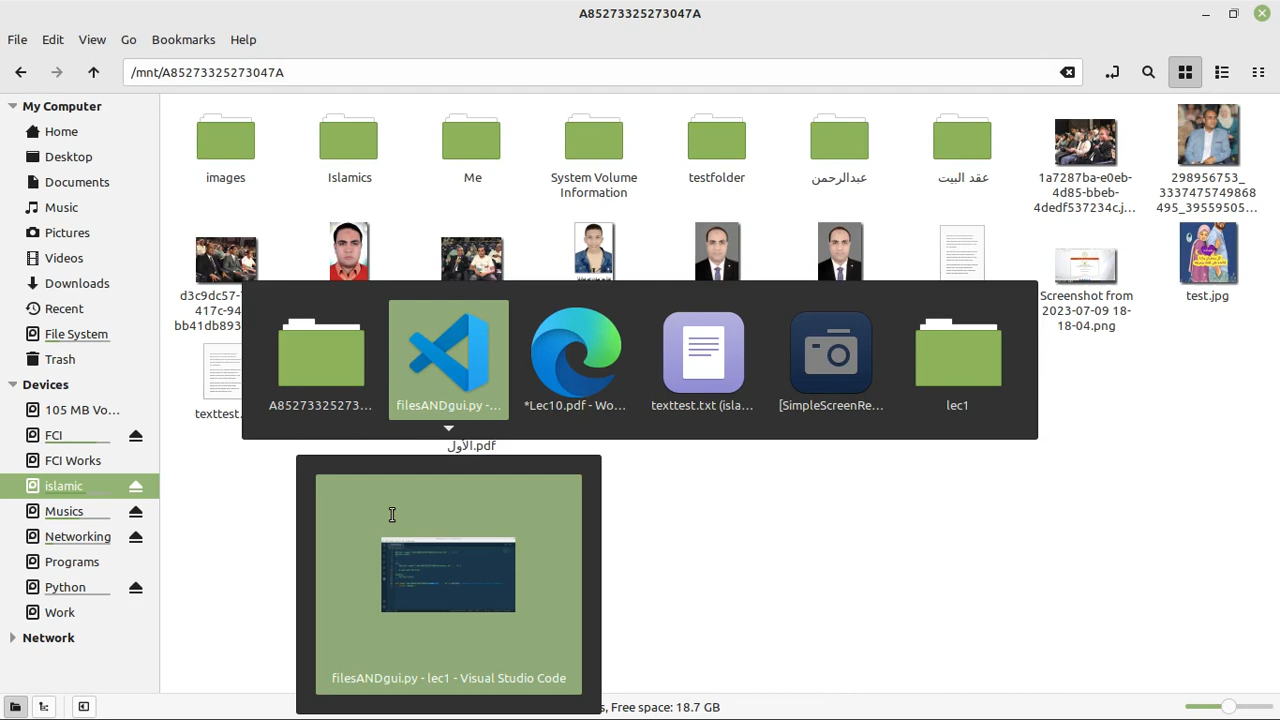 A85273325273047A
File Edit View Go Bookmarks Help
/mnt/A85273325273047A
My Computer
Home
Desktop
Documents
Music
Pictures
Videos
Downloads
Recent
File System
Trash
Devices
105 MB Vo...
FCI
FCI Works
islamic
Musics
Networking
Programs
Python
Work
Network
images
Islamics
Me
System Volume
Information
testfolder
عبدالرحمن
عقد البيت
1a7287ba-e0eb-
4d85-bbeb-
4dedf537234c.j...
298956753_
3337475749868
495_39559505...
d3c9dc57-
417c-94
bb41db893
Screenshot from
2023-07-09 18-
18-04.png
test.jpg
texttest.
الأول.pdf
A85273325273...
filesANDgui.py -...
*Lec10.pdf - Wo...
texttest.txt (isla...
[SimpleScreenRe...
lec1
filesANDgui.py - lec1 - Visual Studio Code
s, Free space: 18.7 GB